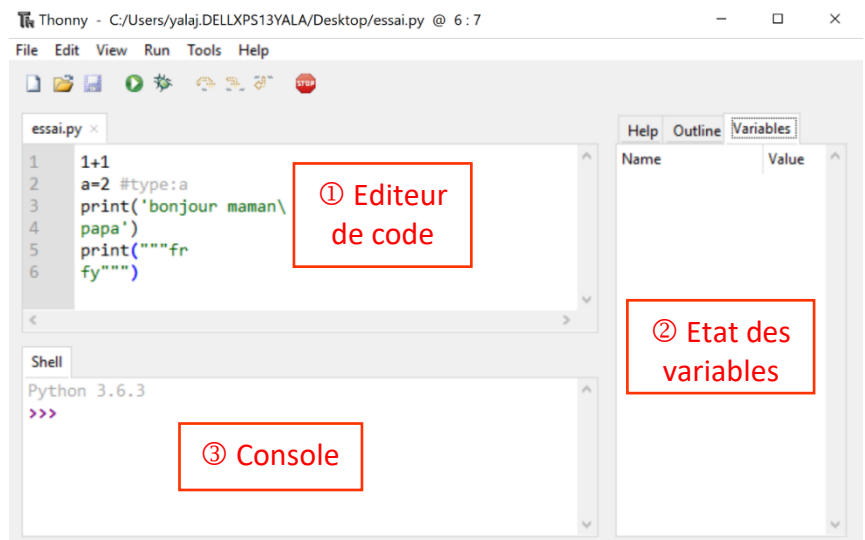 Thonny - C:/Users/yalaj.DELLXPS13YALA/Desktop/essai.py @ 6 : 7
File Edit View Run Tools Help
STOP
essai.py ×
1 1+1
2 a=2 #type:a
3 print('bonjour maman\
4 papa')
5 print("""fr
6 fy""")
① Editeur
de code
Help Outline Variables
Name Value
② Etat des
variables
Shell
Python 3.6.3
>>>
③ Console